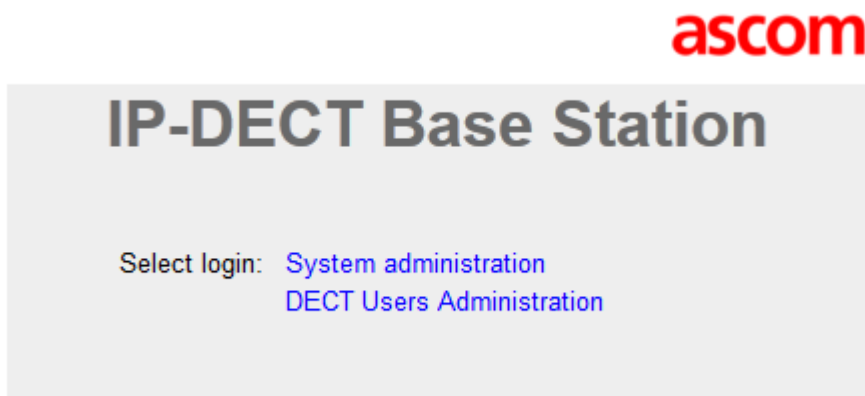 ascom
IP-DECT Base Station
Select login: System administration
DECT Users Administration